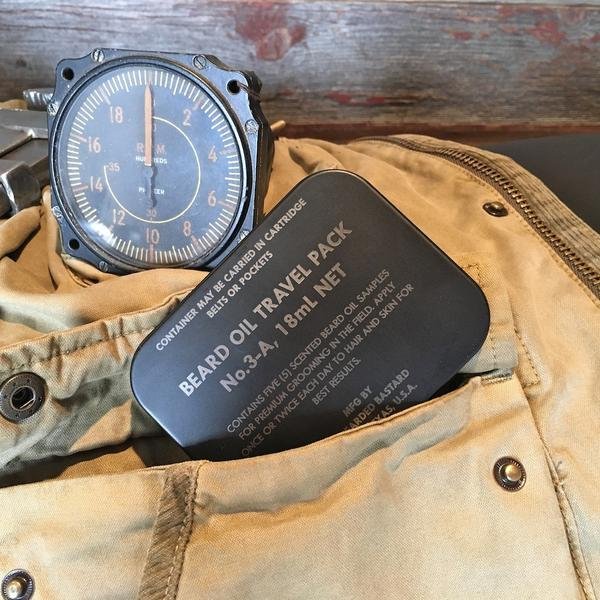 18
2
16
4
14
6
12
8
10
35
30
R.P.M
HUNDREDS
PIONEER
CONTAINER MAY BE CARRIED IN CARTRIDGE
BELTS OR POCKETS
BEARD OIL TRAVEL PACK
No.3-A, 18mL NET
CONTAINS FIVE (5) SCENTED BEARD OIL SAMPLES
FOR PREMIUM GROOMING IN THE FIELD. APPLY
ONCE OR TWICE EACH DAY TO HAIR AND SKIN FOR
BEST RESULTS.
MFG BY
BASTARD
U.S.A.